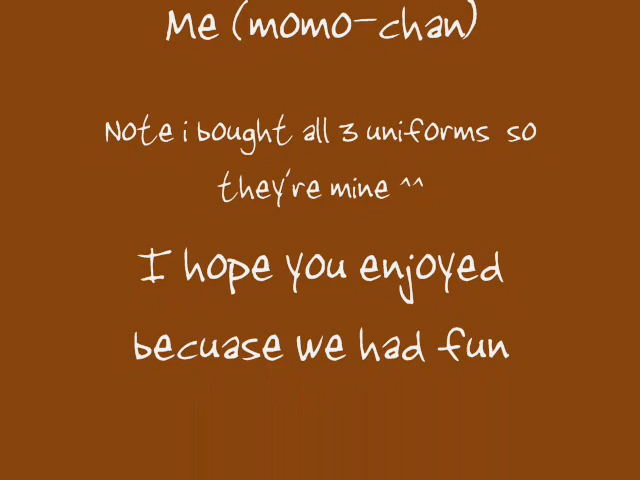 Me (momo-chan)
Note i bought all 3 uniforms so
they're mine ^^
I hope you enjoyed
becuase we had fun